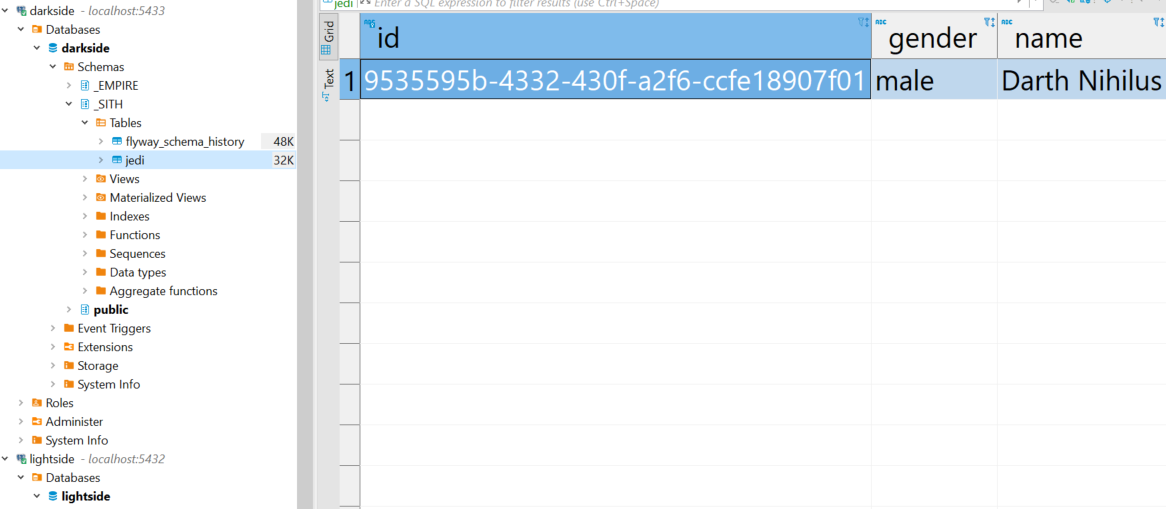 darkside - localhost:5433
Databases
darkside
Schemas
_EMPIRE
_SITH
Tables
flyway_schema_history 48K
jedi 32K
Views
Materialized Views
Indexes
Functions
Sequences
Data types
Aggregate functions
public
Event Triggers
Extensions
Storage
System Info
Roles
Administer
System Info
lightside - localhost:5432
Databases
lightside
jedi Enter a SQL expression to filter results (use Ctrl+Space)
Grid
Text
id gender name
1 9535595b-4332-430f-a2f6-ccfe18907f01 male Darth Nihilus